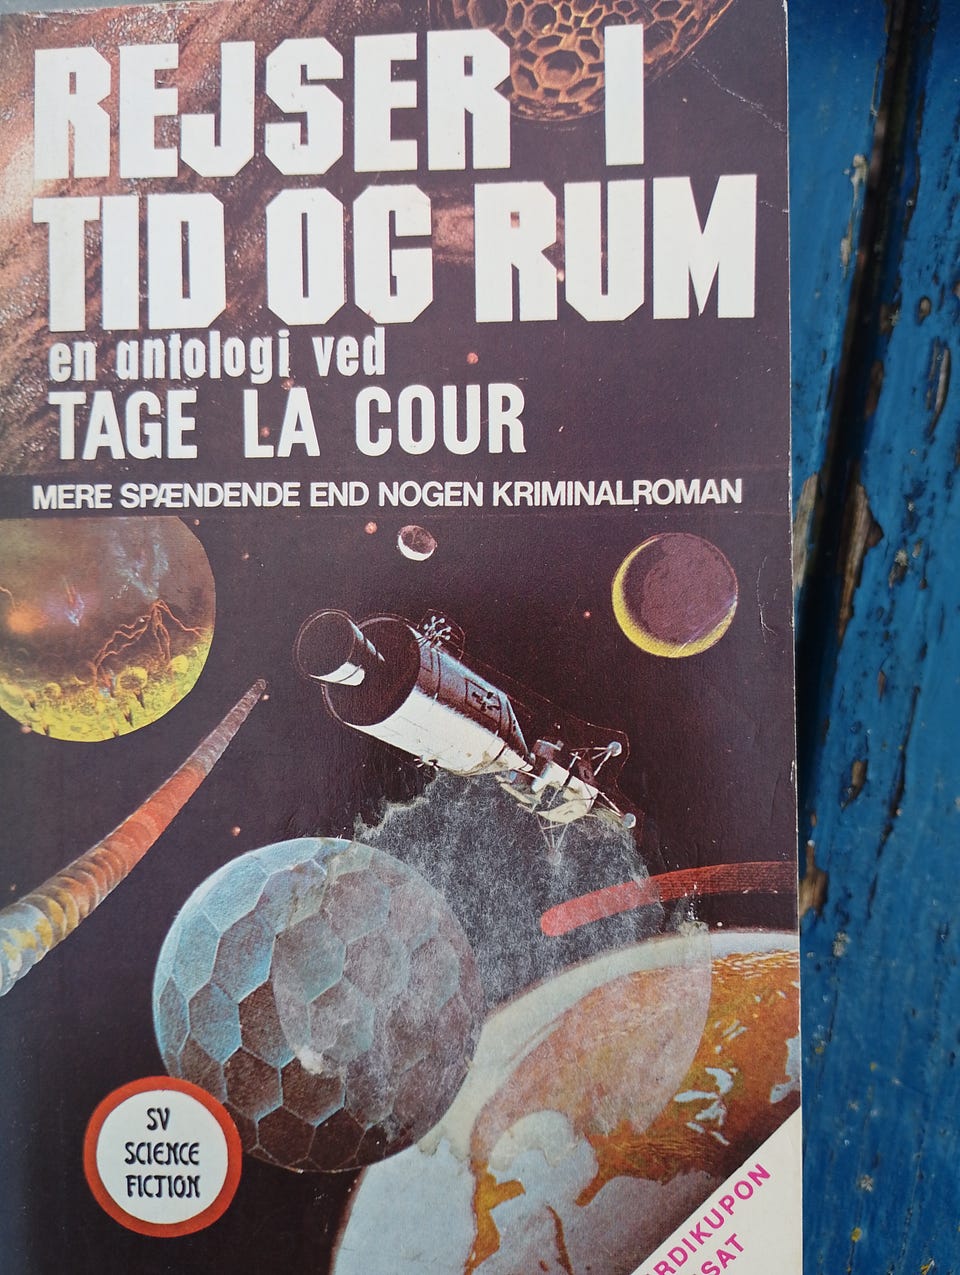 REJSER I
TID OG RUM
en antologi ved
TAGE LA COUR
MERE SPÆNDENDE END NOGEN KRIMINALROMAN
SV
SCIENCE
FICTION